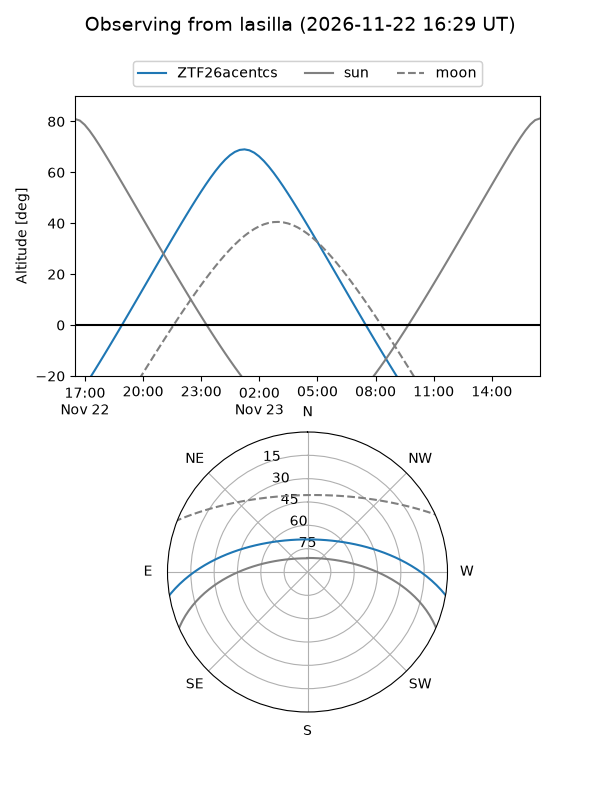 Observing from lasilla (2026-11-22 16:29 UT)
ZTF26acentcs sun moon
80
60
40
20
0
−20
Altitude [deg]
17:00 20:00 23:00 02:00 05:00 08:00 11:00 14:00
Nov 22 Nov 23
N
NE NW
15
30
45
60
75
E W
SE SW
S